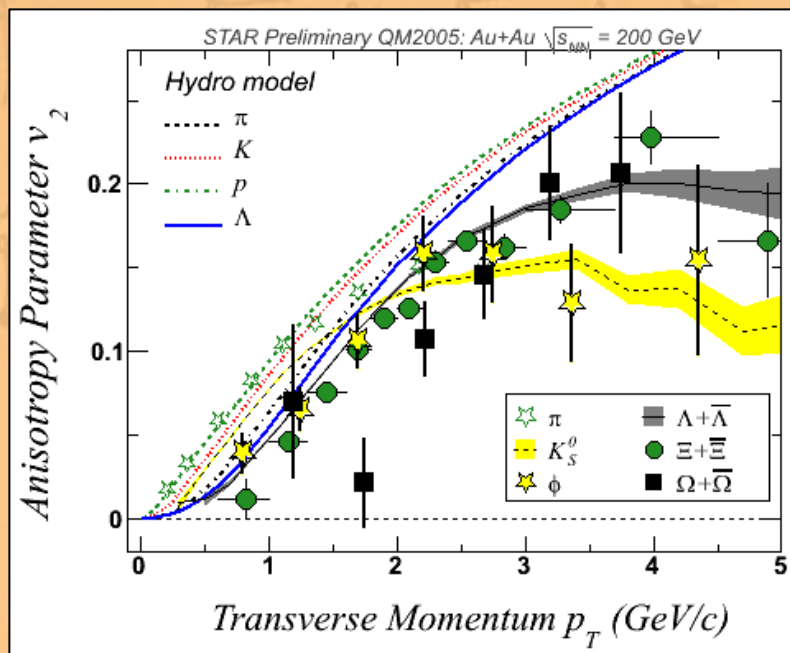 STAR Preliminary QM2005: Au+Au √s_NN = 200 GeV
Hydro model
π
K
p
Λ
0.2
0.1
0
Anisotropy Parameter v_2
π
K_S^0
φ
Λ+Λ̅
Ξ+Ξ̅
Ω+Ω̅
0 1 2 3 4 5
Transverse Momentum p_T (GeV/c)